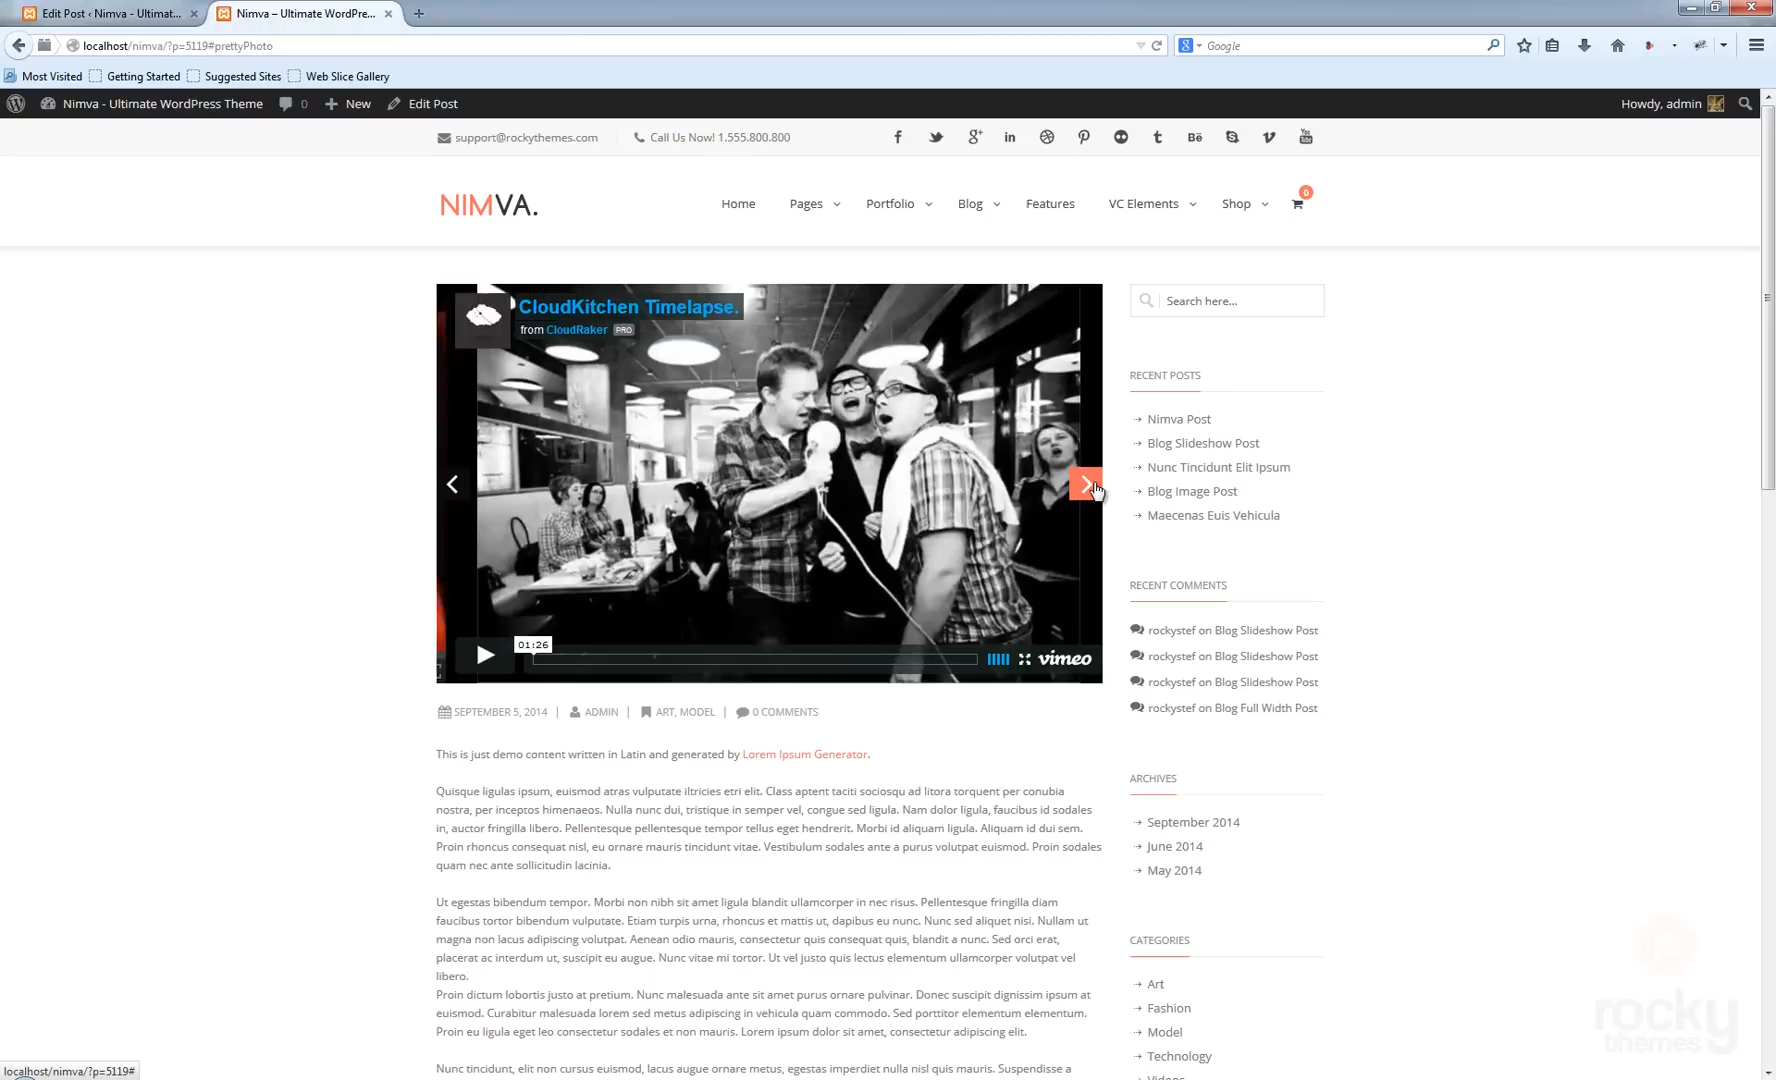 Edit Post ‹ Nimva - Ultimat...
Nimva – Ultimate WordPre...
localhost/nimva/?p=5119#prettyPhoto
Google
Most Visited
Getting Started
Suggested Sites
Web Slice Gallery
Nimva - Ultimate WordPress Theme
0
New
Edit Post
Howdy, admin
support@rockythemes.com
Call Us Now! 1.555.800.800
NIMVA.
Home
Pages
Portfolio
Blog
Features
VC Elements
Shop
0
CloudKitchen Timelapse.
from CloudRaker PRO
01:26
vimeo
SEPTEMBER 5, 2014 | ADMIN | ART, MODEL | 0 COMMENTS
This is just demo content written in Latin and generated by Lorem Ipsum Generator.
Quisque ligulas ipsum, euismod atras vulputate iltricies etri elit. Class aptent taciti sociosqu ad litora torquent per conubia
nostra, per inceptos himenaeos. Nulla nunc dui, tristique in semper vel, congue sed ligula. Nam dolor ligula, faucibus id sodales
in, auctor fringilla libero. Pellentesque pellentesque tempor tellus eget hendrerit. Morbi id aliquam ligula. Aliquam id dui sem.
Proin rhoncus consequat nisl, eu ornare mauris tincidunt vitae. Vestibulum sodales ante a purus volutpat euismod. Proin sodales
quam nec ante sollicitudin lacinia.
Ut egestas bibendum tempor. Morbi non nibh sit amet ligula blandit ullamcorper in nec risus. Pellentesque fringilla diam
faucibus tortor bibendum vulputate. Etiam turpis urna, rhoncus et mattis ut, dapibus eu nunc. Nunc sed aliquet nisi. Nullam ut
magna non lacus adipiscing volutpat. Aenean odio mauris, consectetur quis consequat quis, blandit a nunc. Sed orci erat,
placerat ac interdum ut, suscipit eu augue. Nunc vitae mi tortor. Ut vel justo quis lectus elementum ullamcorper volutpat vel
libero.
Proin dictum lobortis justo at pretium. Nunc malesuada ante sit amet purus ornare pulvinar. Donec suscipit dignissim ipsum at
euismod. Curabitur malesuada lorem sed metus adipiscing in vehicula quam commodo. Sed porttitor elementum elementum.
Proin eu ligula eget leo consectetur sodales et non mauris. Lorem ipsum dolor sit amet, consectetur adipiscing elit.
Nunc tincidunt, elit non cursus euismod, lacus augue ornare metus, egestas imperdiet nulla nisl quis mauris. Suspendisse a
Search here...
RECENT POSTS
Nimva Post
Blog Slideshow Post
Nunc Tincidunt Elit Ipsum
Blog Image Post
Maecenas Euis Vehicula
RECENT COMMENTS
rockystef on Blog Slideshow Post
rockystef on Blog Slideshow Post
rockystef on Blog Slideshow Post
rockystef on Blog Full Width Post
ARCHIVES
September 2014
June 2014
May 2014
CATEGORIES
Art
Fashion
Model
Technology
Videos
rocky
themes
localhost/nimva/?p=5119#